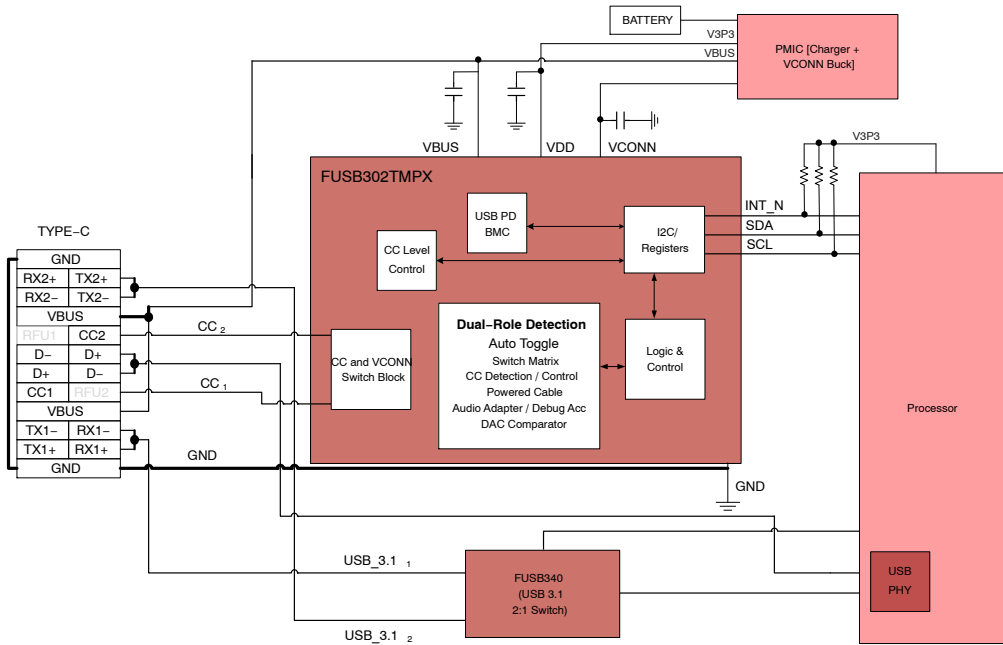 BATTERY
V3P3
VBUS
PMIC [Charger +
VCONN Buck]
VBUS
VDD
VCONN
V3P3
FUSB302TMPX
USB PD
BMC
I2C/
Registers
INT_N
SDA
SCL
CC Level
Control
TYPE−C
GND
RX2+ TX2+
RX2− TX2−
VBUS
RFU1 CC2
D− D+
D+ D−
CC1 RFU2
VBUS
TX1− RX1−
TX1+ RX1+
GND
CC 2
CC 1
CC and VCONN
Switch Block
Dual−Role Detection
Auto Toggle
Switch Matrix
CC Detection / Control
Powered Cable
Audio Adapter / Debug Acc
DAC Comparator
Logic &
Control
Processor
GND
GND
USB_3.1 1
USB_3.1 2
FUSB340
(USB 3.1
2:1 Switch)
USB
PHY